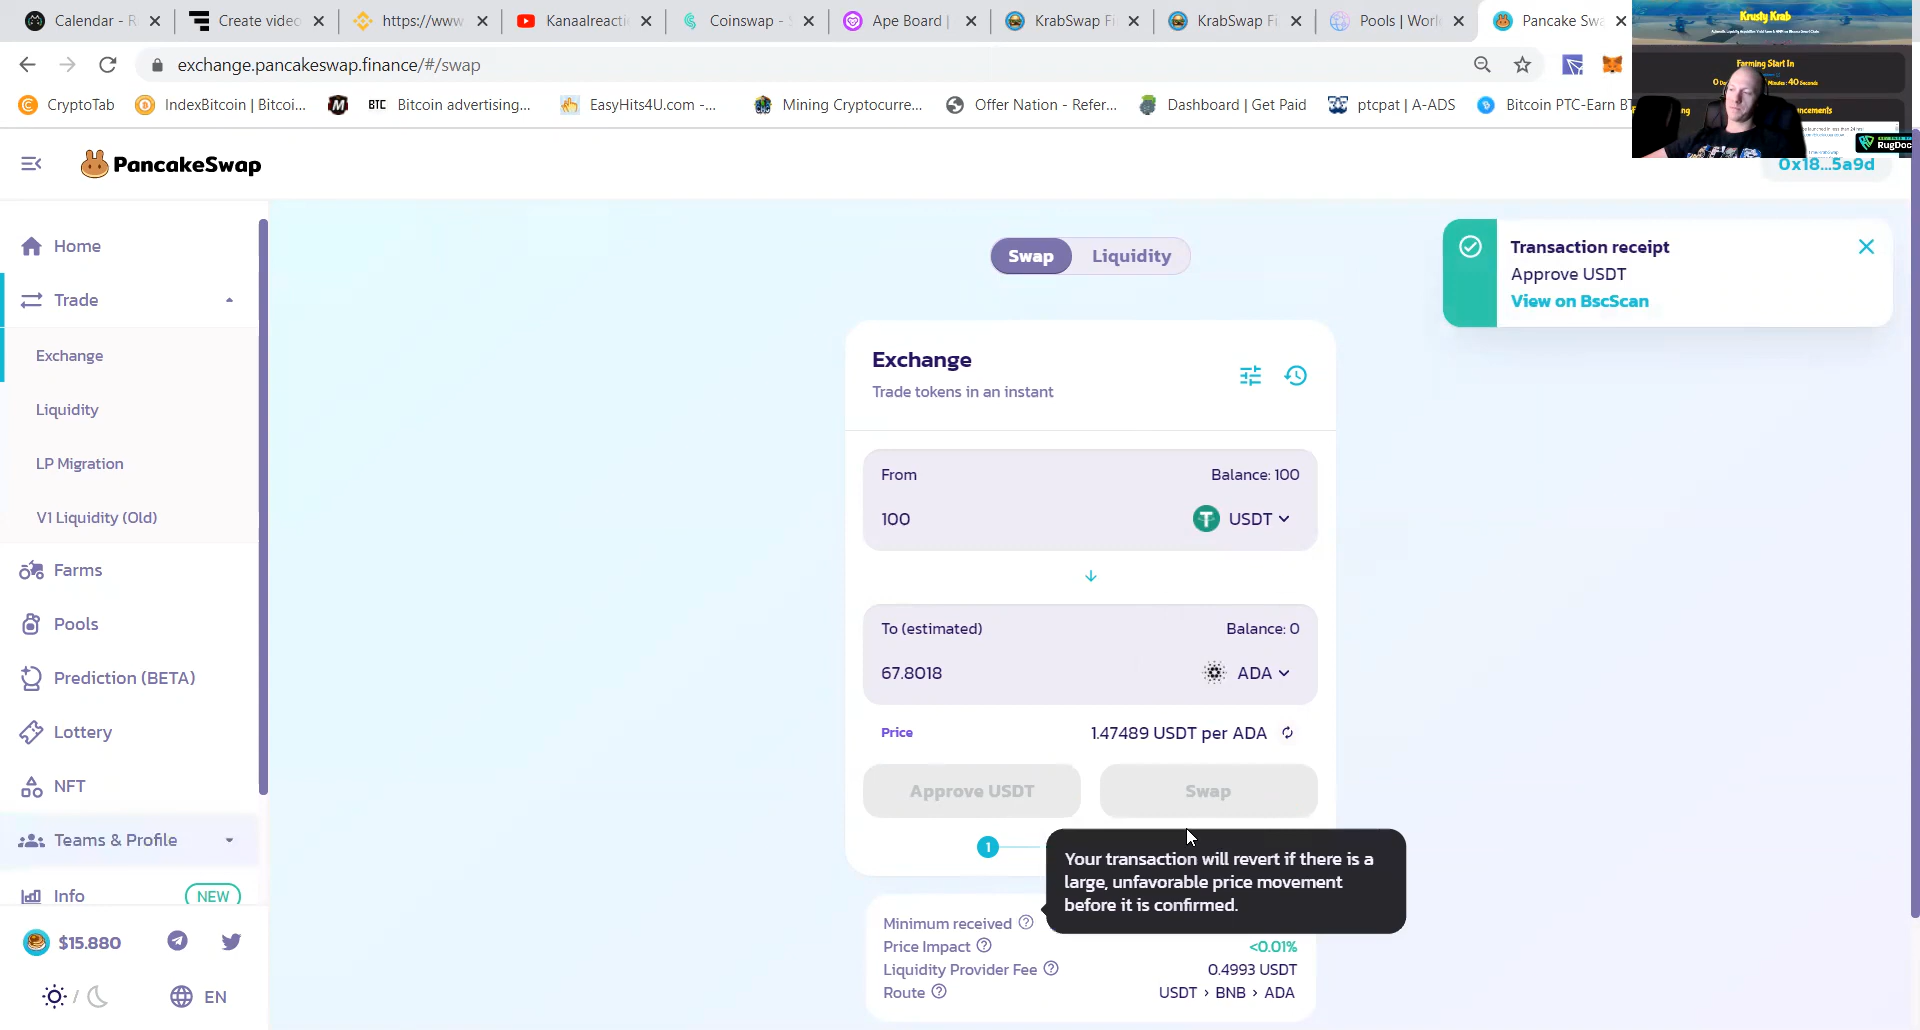 Calendar - R
Create video
https://www
Kanaalreacti
Coinswap -
Ape Board |
KrabSwap Fi
KrabSwap Fi
Pools | Worl
Pancake Swa
exchange.pancakeswap.finance/#/swap
CryptoTab
IndexBitcoin | Bitcoi...
BTC Bitcoin advertising...
EasyHits4U.com -...
Mining Cryptocurre...
Offer Nation - Refer...
Dashboard | Get Paid
ptcpat | A-ADS
Bitcoin PTC-Earn B
Krusty Krab
Farming Start In
Minutes : 40 Seconds
RugDoc
PancakeSwap
0x18...5a9d
Home
Trade
Exchange
Liquidity
LP Migration
V1 Liquidity (Old)
Farms
Pools
Prediction (BETA)
Lottery
NFT
Teams & Profile
Info
NEW
$15.880
/
EN
Swap
Liquidity
Exchange
Trade tokens in an instant
From
Balance: 100
100
USDT
To (estimated)
Balance: 0
67.8018
ADA
Price
1.47489 USDT per ADA
Approve USDT
Swap
1
Your transaction will revert if there is a
large, unfavorable price movement
before it is confirmed.
Minimum received
Price Impact
<0.01%
Liquidity Provider Fee
0.4993 USDT
Route
USDT > BNB > ADA
Transaction receipt
Approve USDT
View on BscScan